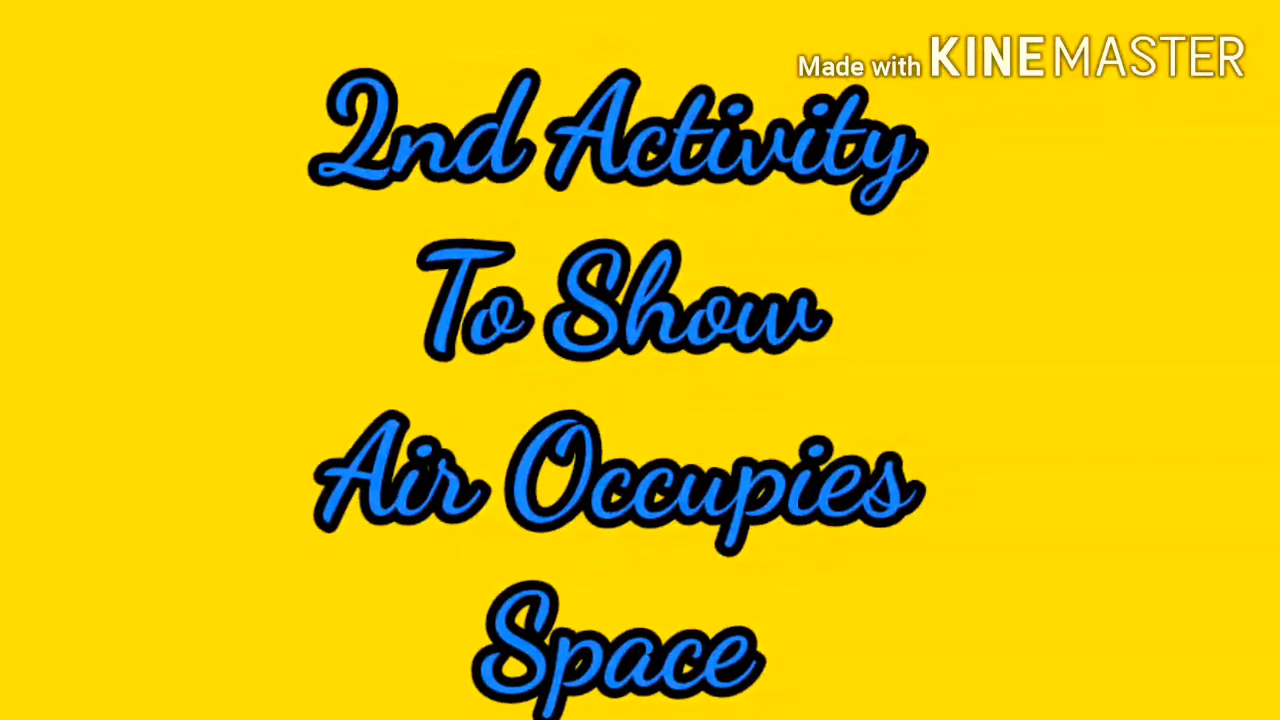 Made with KINEMASTER
2nd Activity
To Show
Air Occupies
Space